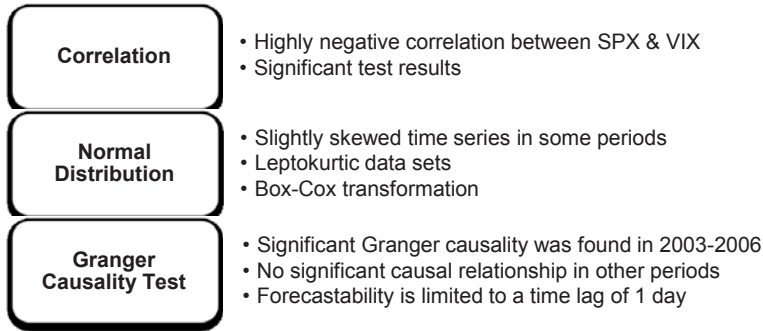 Correlation
• Highly negative correlation between SPX & VIX
• Significant test results
Normal
Distribution
• Slightly skewed time series in some periods
• Leptokurtic data sets
• Box-Cox transformation
Granger
Causality Test
• Significant Granger causality was found in 2003-2006
• No significant causal relationship in other periods
• Forecastability is limited to a time lag of 1 day